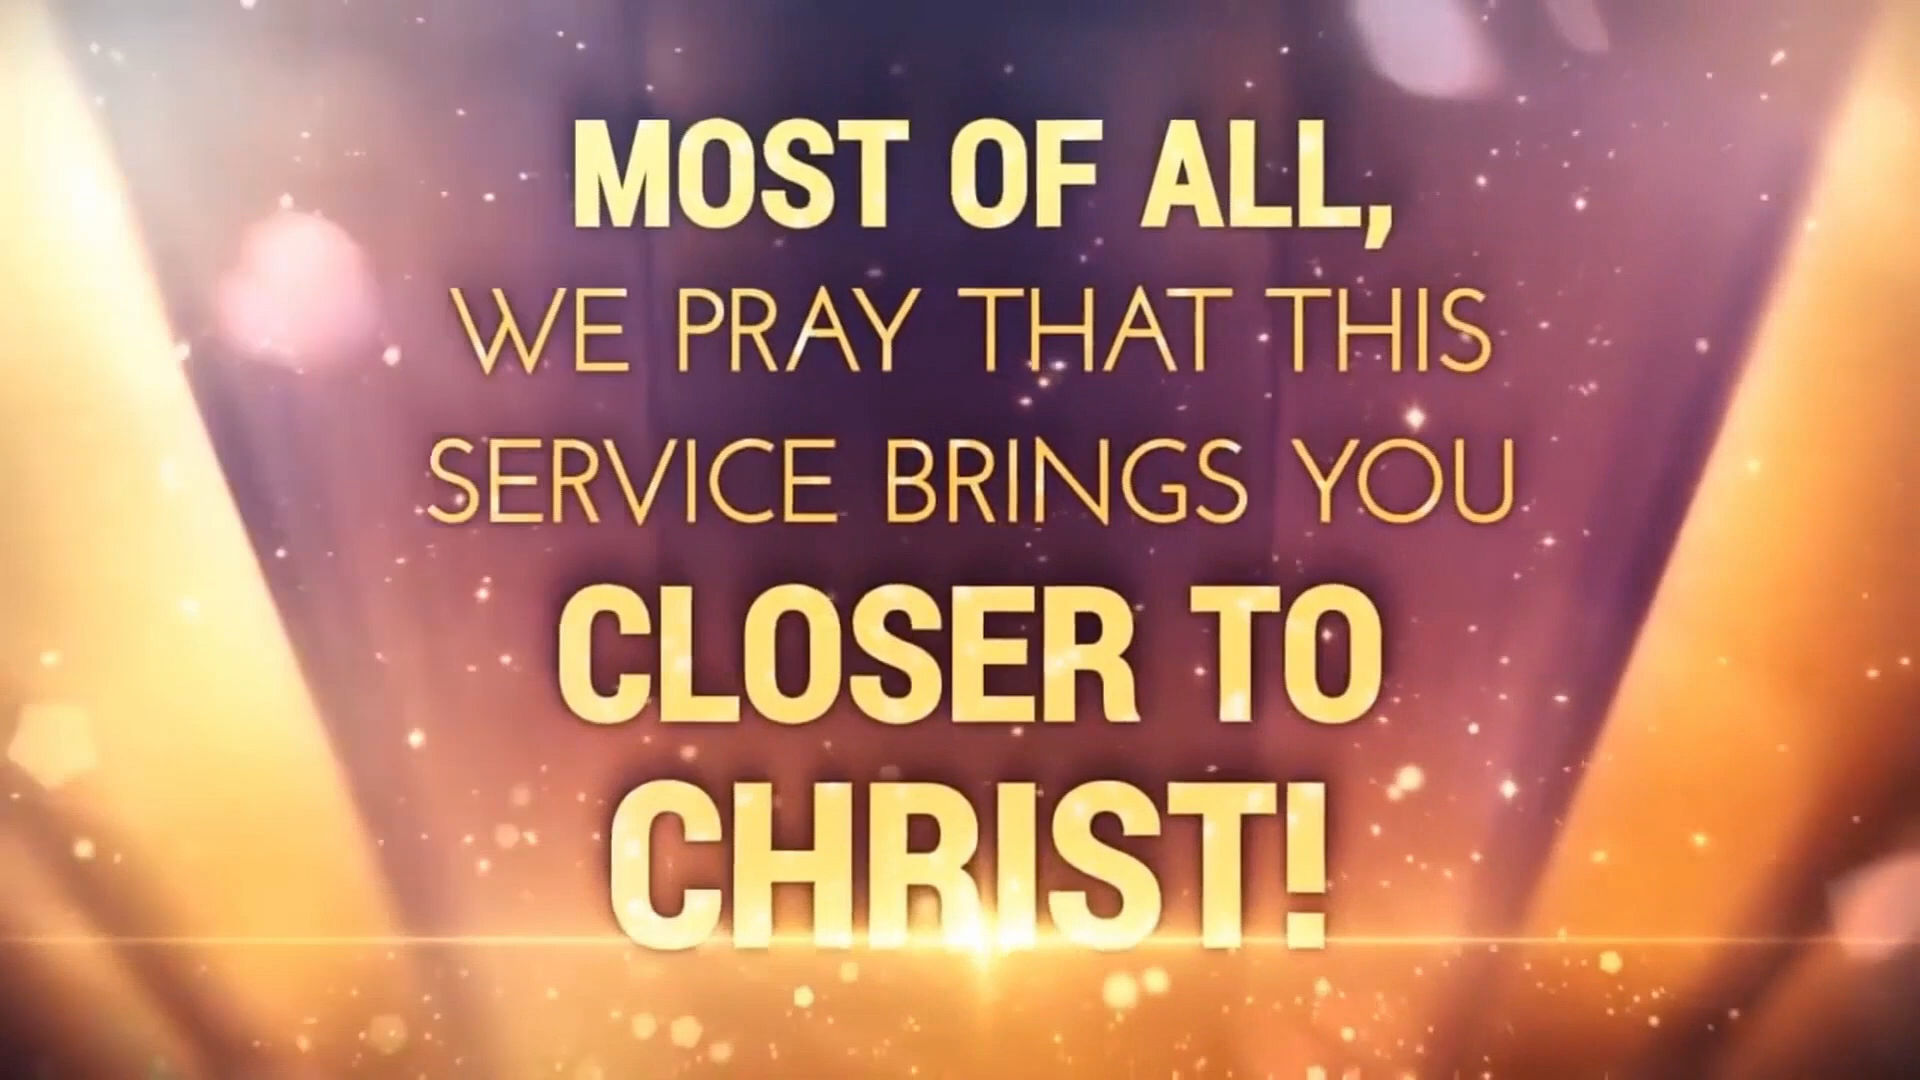 MOST OF ALL,
WE PRAY THAT THIS
SERVICE BRINGS YOU
CLOSER TO
CHRIST!